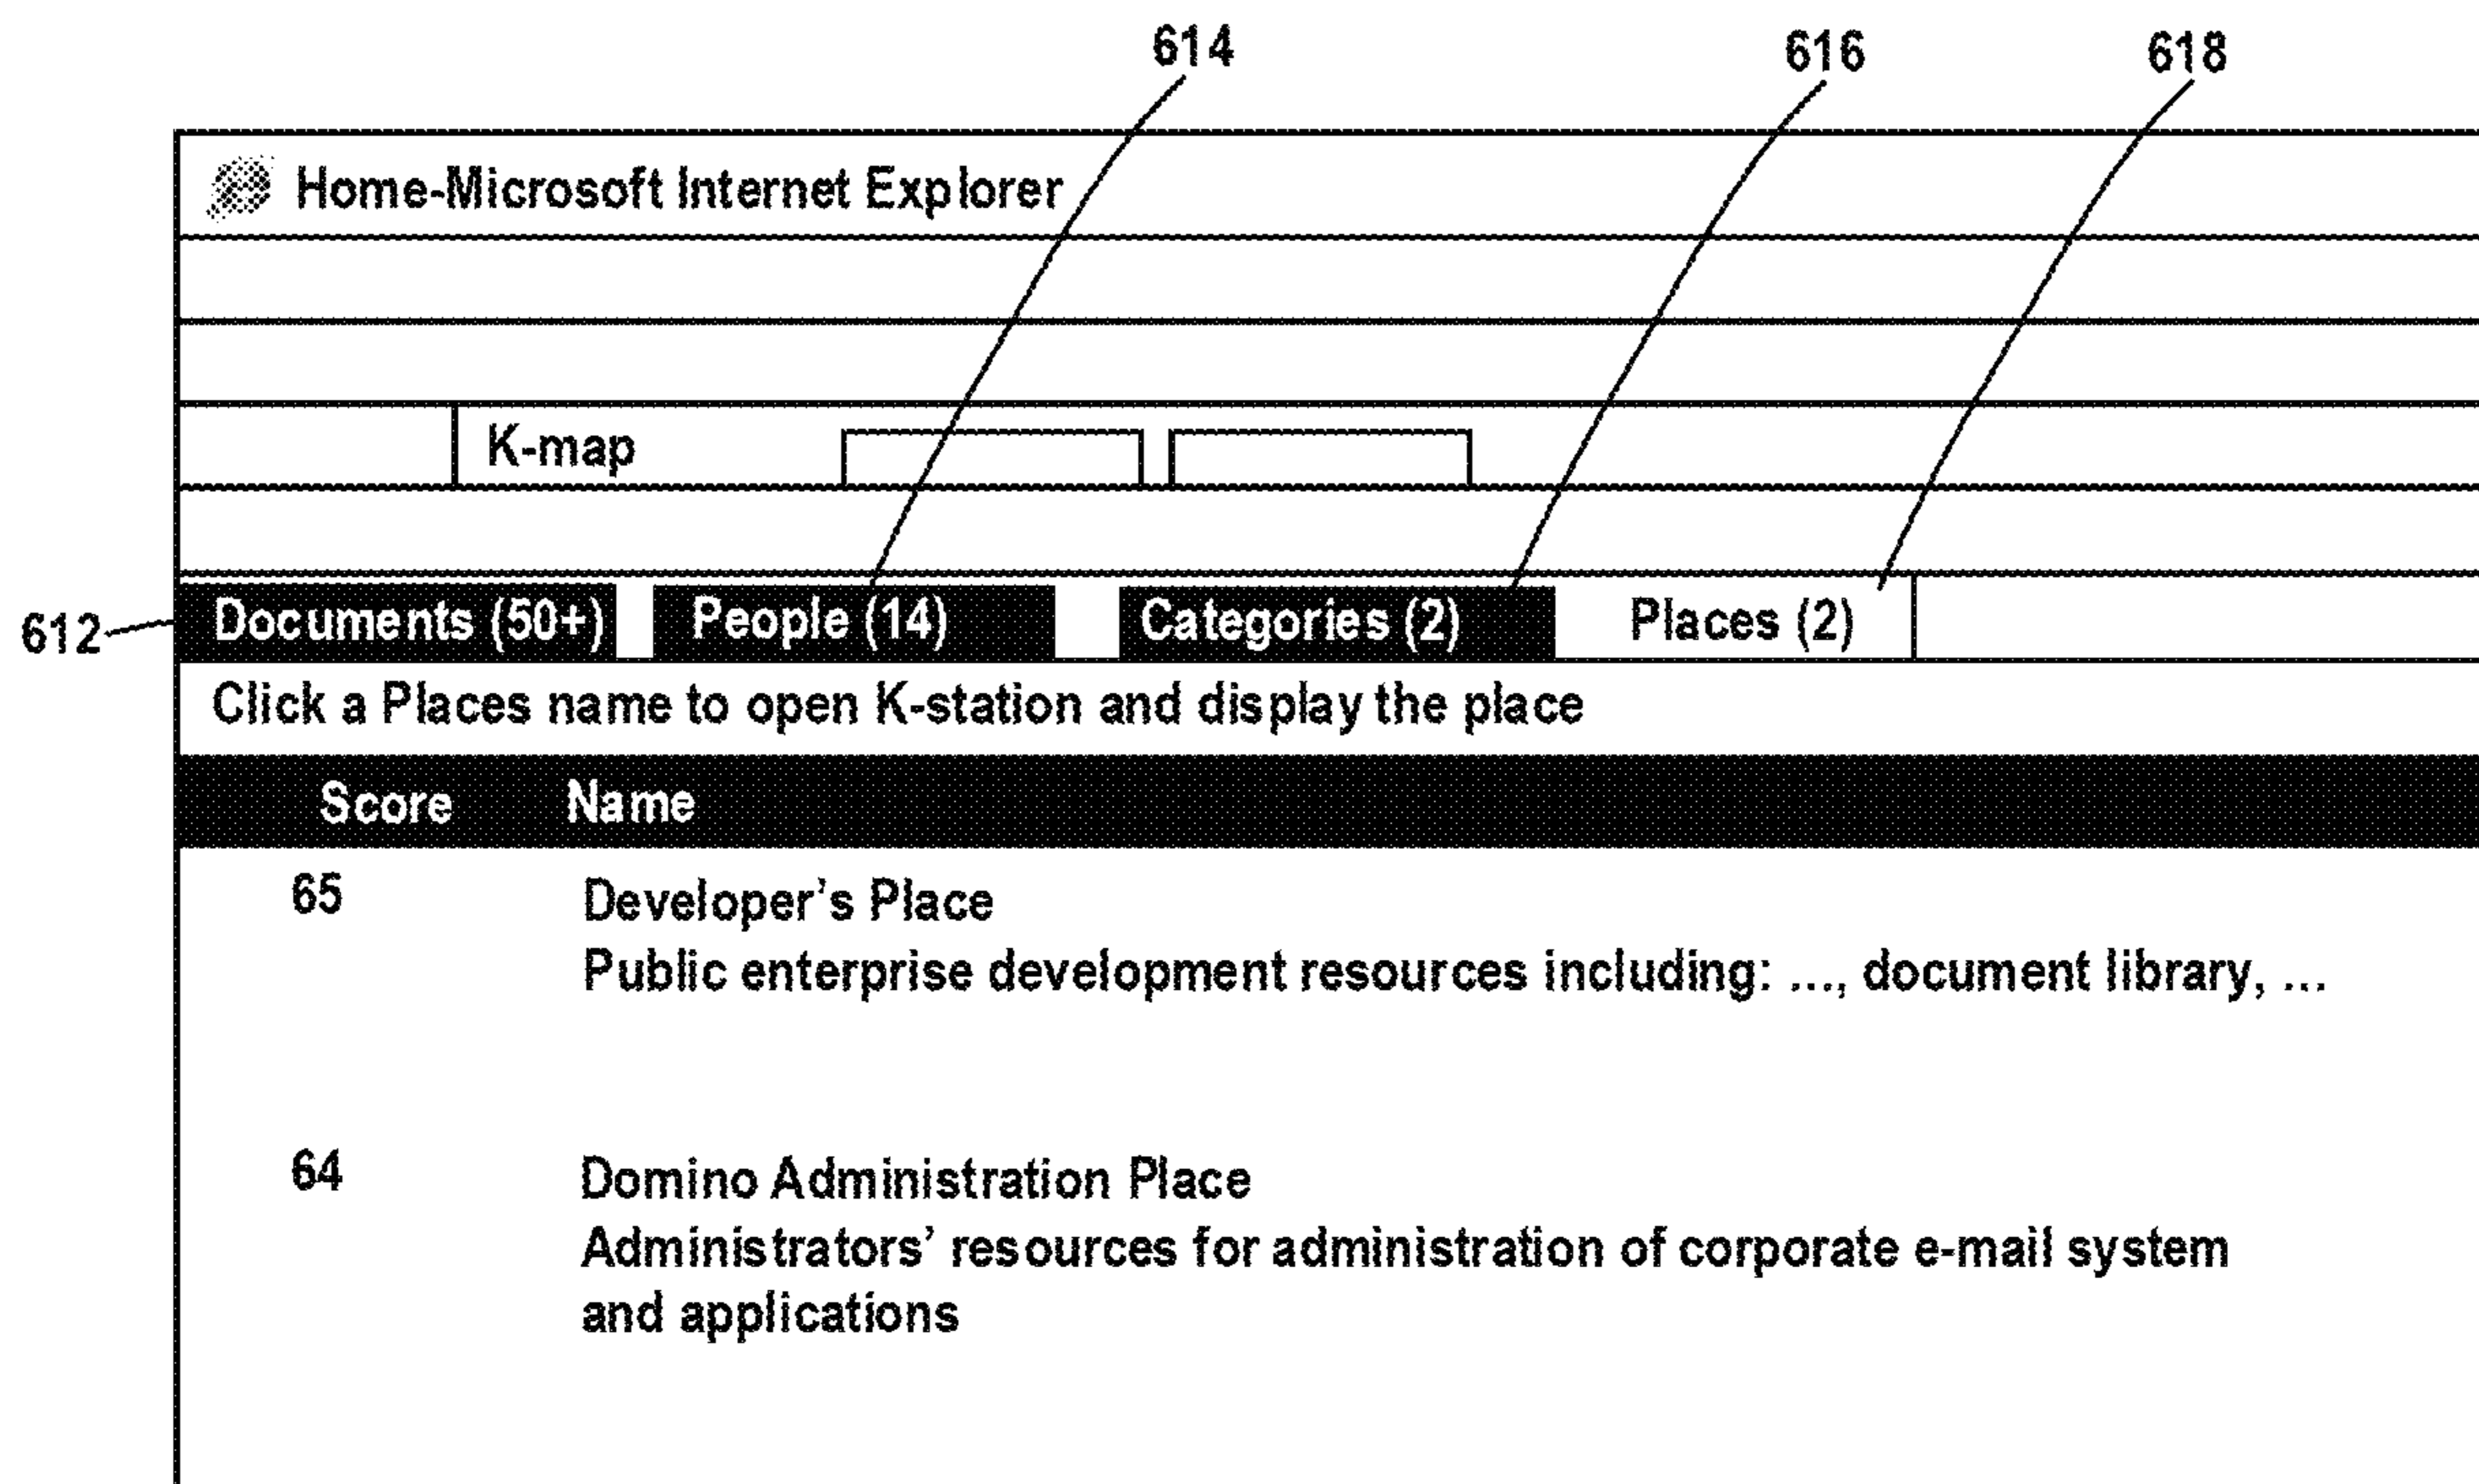 614 616 618
Home-Microsoft Internet Explorer
K-map
612 Documents (50+) People (14) Categories (2) Places (2)
Click a Places name to open K-station and display the place
Score Name
65 Developer's Place
Public enterprise development resources including: ..., document library, ...
64 Domino Administration Place
Administrators' resources for administration of corporate e-mail system
and applications